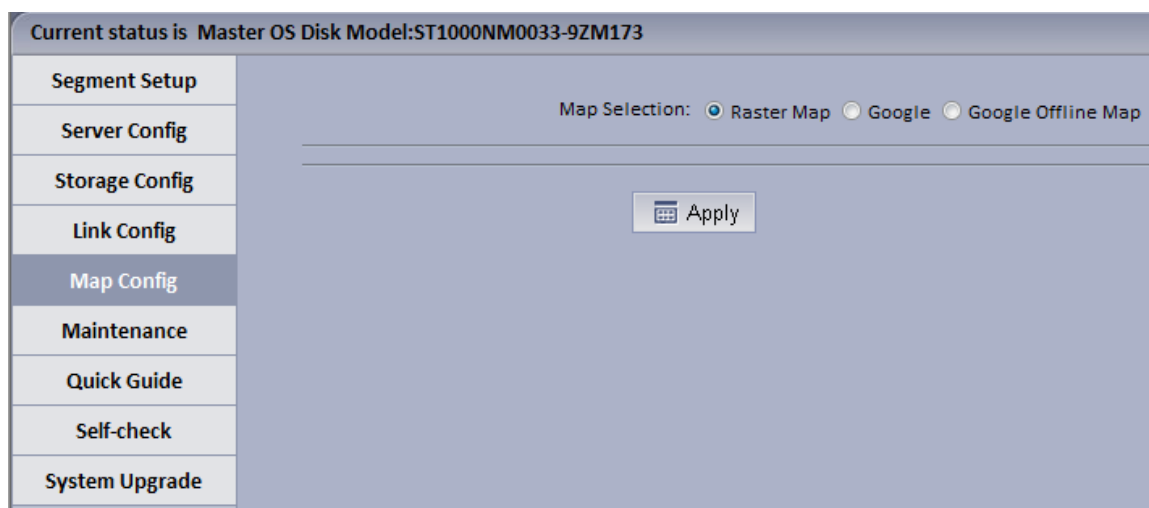 Current status is Master OS Disk Model:ST1000NM0033-9ZM173
Segment Setup
Server Config
Storage Config
Link Config
Map Config
Maintenance
Quick Guide
Self-check
System Upgrade
Map Selection: Raster Map Google Google Offline Map
Apply